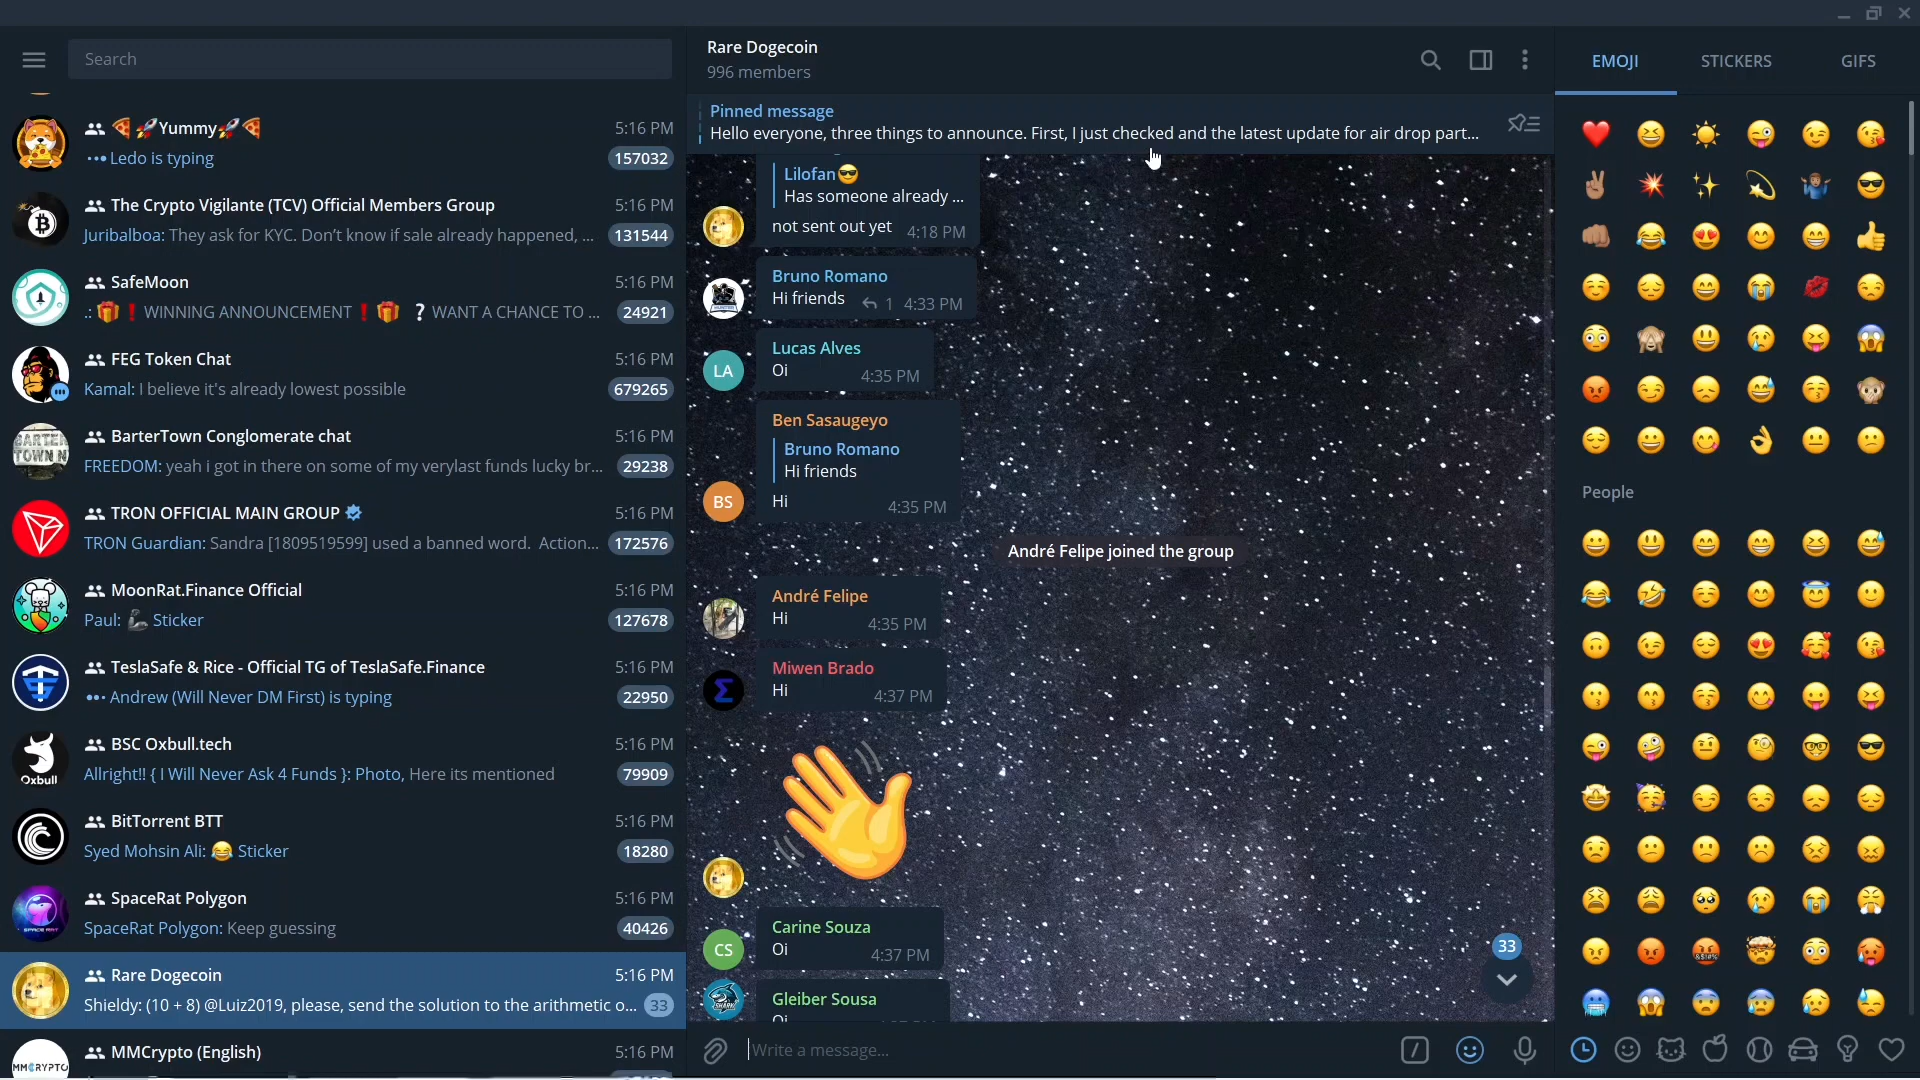 Search
Yummy
5:16 PM
Ledo is typing
157032
The Crypto Vigilante (TCV) Official Members Group
5:16 PM
Juribalboa: They ask for KYC. Don't know if sale already happened, ...
131544
SafeMoon
5:16 PM
.: 🎁❗ WINNING ANNOUNCEMENT ❗🎁 ❔ WANT A CHANCE TO ...
24921
FEG Token Chat
5:16 PM
Kamal: I believe it's already lowest possible
679265
BARTER
TOWN N
BarterTown Conglomerate chat
5:16 PM
FREEDOM: yeah i got in there on some of my verylast funds lucky br...
29238
TRON OFFICIAL MAIN GROUP
5:16 PM
TRON Guardian: Sandra [1809519599] used a banned word. Action...
172576
MoonRat.Finance Official
5:16 PM
Paul: 🦾 Sticker
127678
TeslaSafe & Rice - Official TG of TeslaSafe.Finance
5:16 PM
Andrew (Will Never DM First) is typing
22950
Oxbull
BSC Oxbull.tech
5:16 PM
Allright!! { I Will Never Ask 4 Funds }: Photo, Here its mentioned
79909
BitTorrent BTT
5:16 PM
Syed Mohsin Ali: 😂 Sticker
18280
SPACE RAT
SpaceRat Polygon
5:16 PM
SpaceRat Polygon: Keep guessing
40426
Rare Dogecoin
5:16 PM
Shieldy: (10 + 8) @Luiz2019, please, send the solution to the arithmetic o...
33
MMCRYPTO
MMCrypto (English)
5:16 PM
Rare Dogecoin
996 members
Pinned message
Hello everyone, three things to announce. First, I just checked and the latest update for air drop part...
Lilofan😎
Has someone already ...
not sent out yet 4:18 PM
Bruno Romano
Hi friends 1 4:33 PM
LA
Lucas Alves
Oi 4:35 PM
Ben Sasaugeyo
Bruno Romano
Hi friends
BS
Hi 4:35 PM
André Felipe joined the group
André Felipe
Hi 4:35 PM
Miwen Brado
Hi 4:37 PM
CS
Carine Souza
Oi 4:37 PM
Gleiber Sousa
Oi
33
Write a message...
EMOJI
STICKERS
GIFS
People